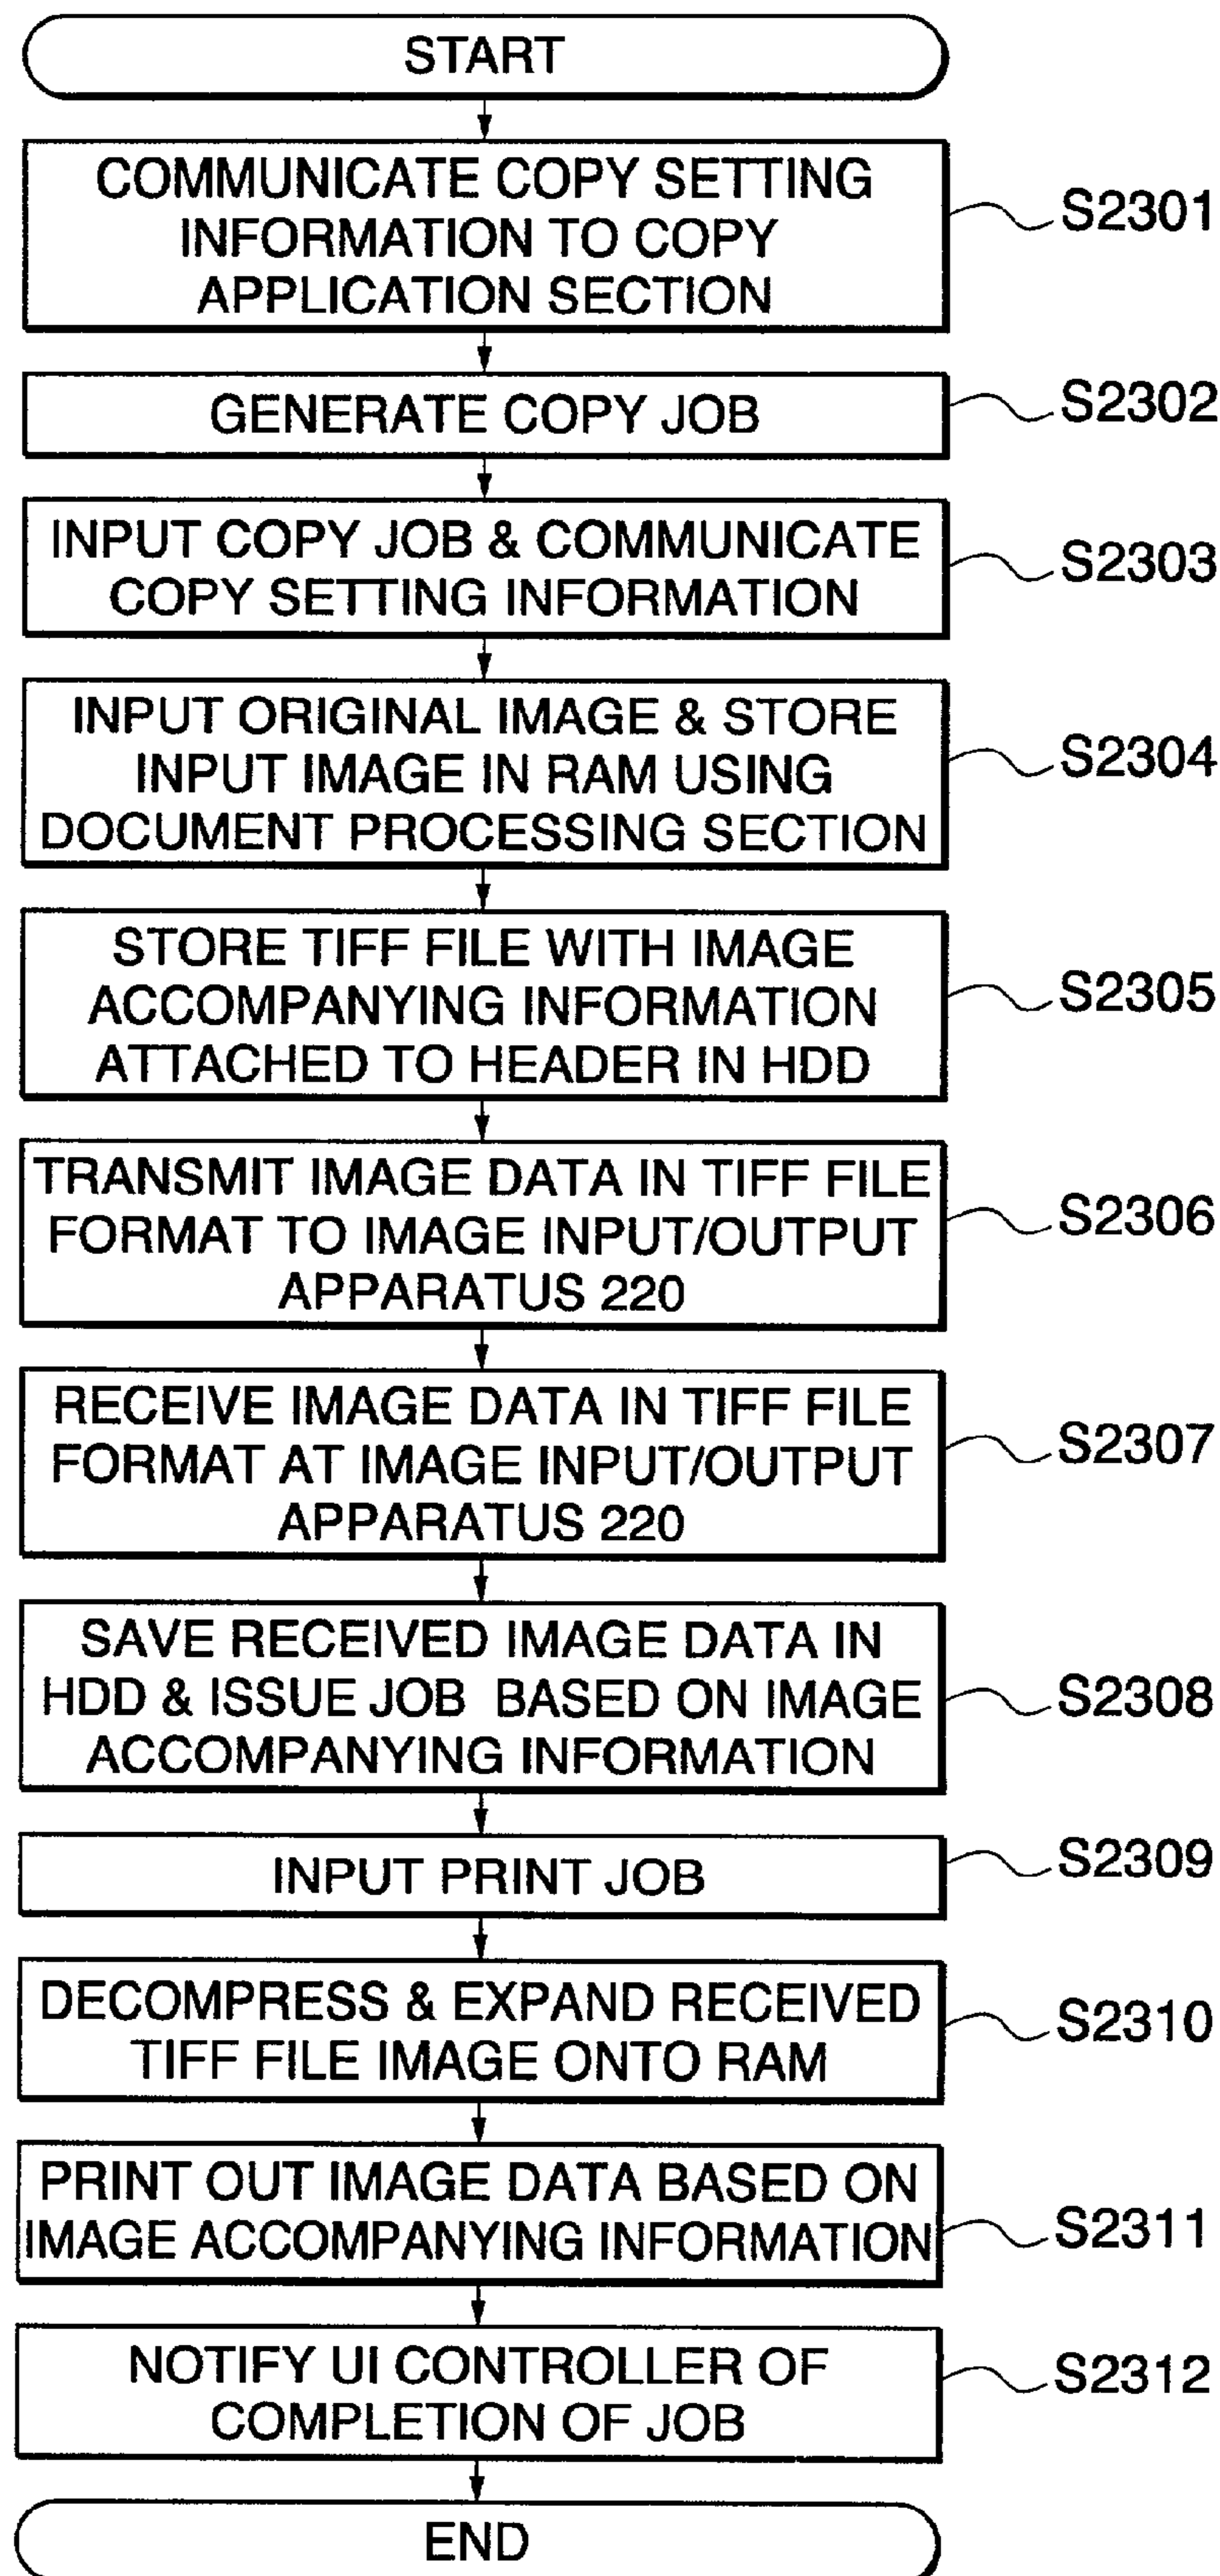 START
COMMUNICATE COPY SETTING
INFORMATION TO COPY
APPLICATION SECTION
S2301
GENERATE COPY JOB
S2302
INPUT COPY JOB & COMMUNICATE
COPY SETTING INFORMATION
S2303
INPUT ORIGINAL IMAGE & STORE
INPUT IMAGE IN RAM USING
DOCUMENT PROCESSING SECTION
S2304
STORE TIFF FILE WITH IMAGE
ACCOMPANYING INFORMATION
ATTACHED TO HEADER IN HDD
S2305
TRANSMIT IMAGE DATA IN TIFF FILE
FORMAT TO IMAGE INPUT/OUTPUT
APPARATUS 220
S2306
RECEIVE IMAGE DATA IN TIFF FILE
FORMAT AT IMAGE INPUT/OUTPUT
APPARATUS 220
S2307
SAVE RECEIVED IMAGE DATA IN
HDD & ISSUE JOB BASED ON IMAGE
ACCOMPANYING INFORMATION
S2308
INPUT PRINT JOB
S2309
DECOMPRESS & EXPAND RECEIVED
TIFF FILE IMAGE ONTO RAM
S2310
PRINT OUT IMAGE DATA BASED ON
IMAGE ACCOMPANYING INFORMATION
S2311
NOTIFY UI CONTROLLER OF
COMPLETION OF JOB
S2312
END